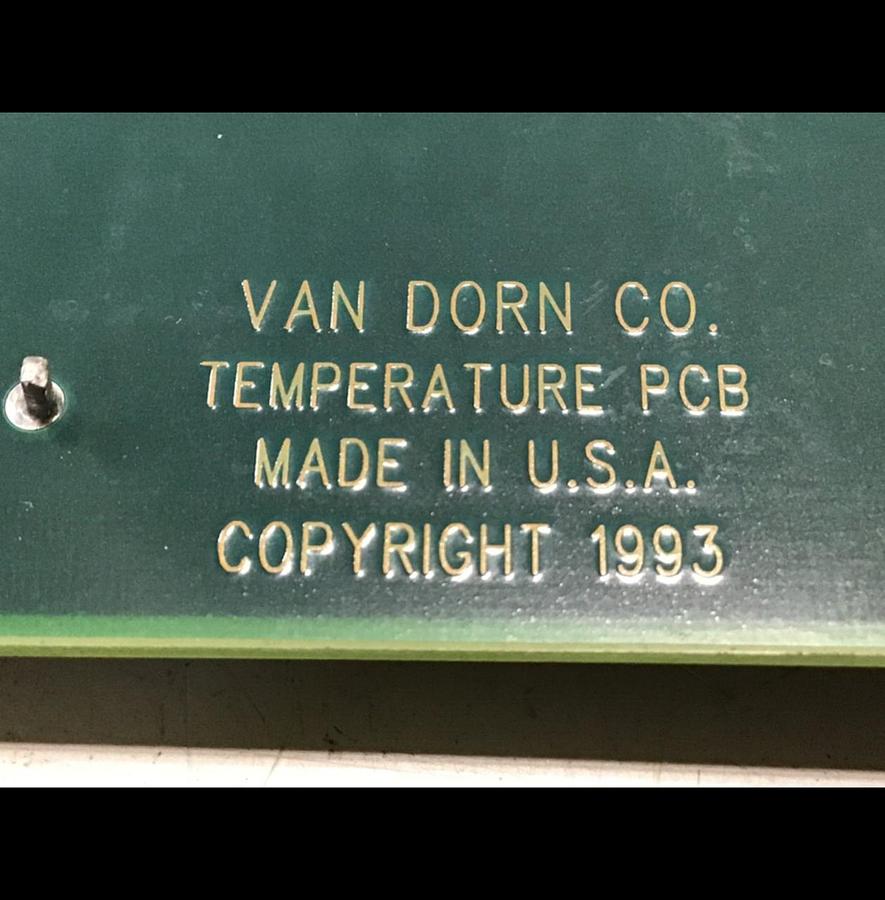 VAN DORN CO.
TEMPERATURE PCB
MADE IN U.S.A.
COPYRIGHT 1993